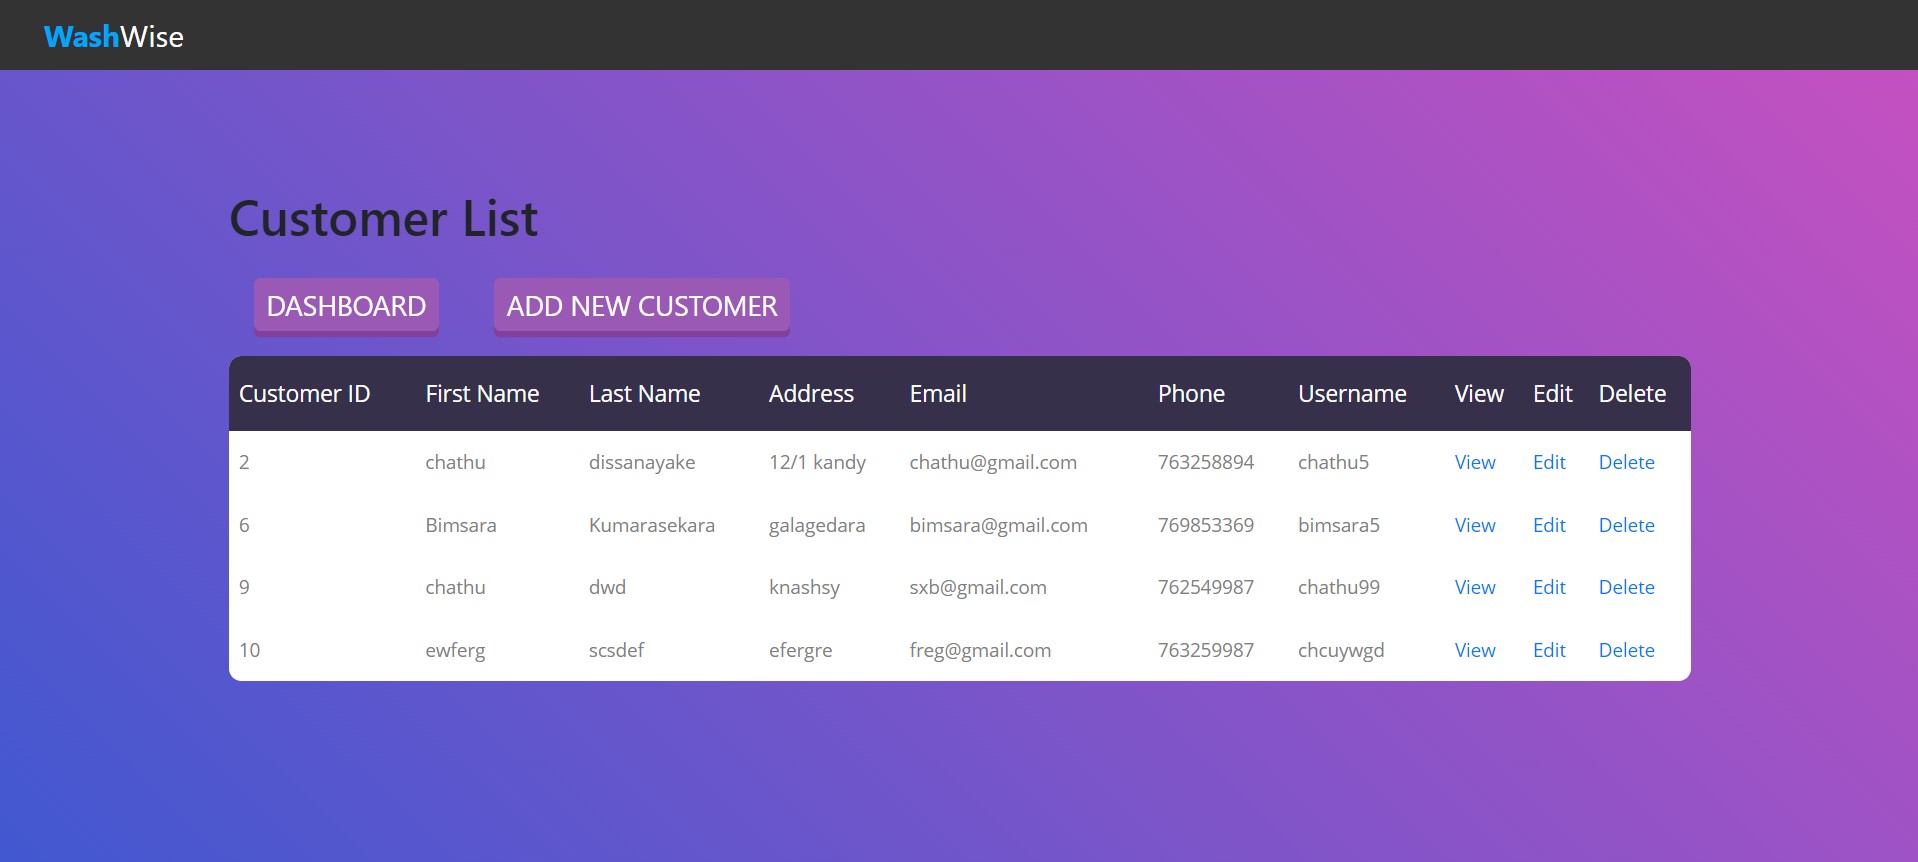 WashWise
Customer List
DASHBOARD ADD NEW CUSTOMER
Customer ID First Name Last Name Address Email Phone Username View Edit Delete
2 chathu dissanayake 12/1 kandy chathu@gmail.com 763258894 chathu5 View Edit Delete
6 Bimsara Kumarasekara galagedara bimsara@gmail.com 769853369 bimsara5 View Edit Delete
9 chathu dwd knashsy sxb@gmail.com 762549987 chathu99 View Edit Delete
10 ewferg scsdef efergre freg@gmail.com 763259987 chcuywgd View Edit Delete